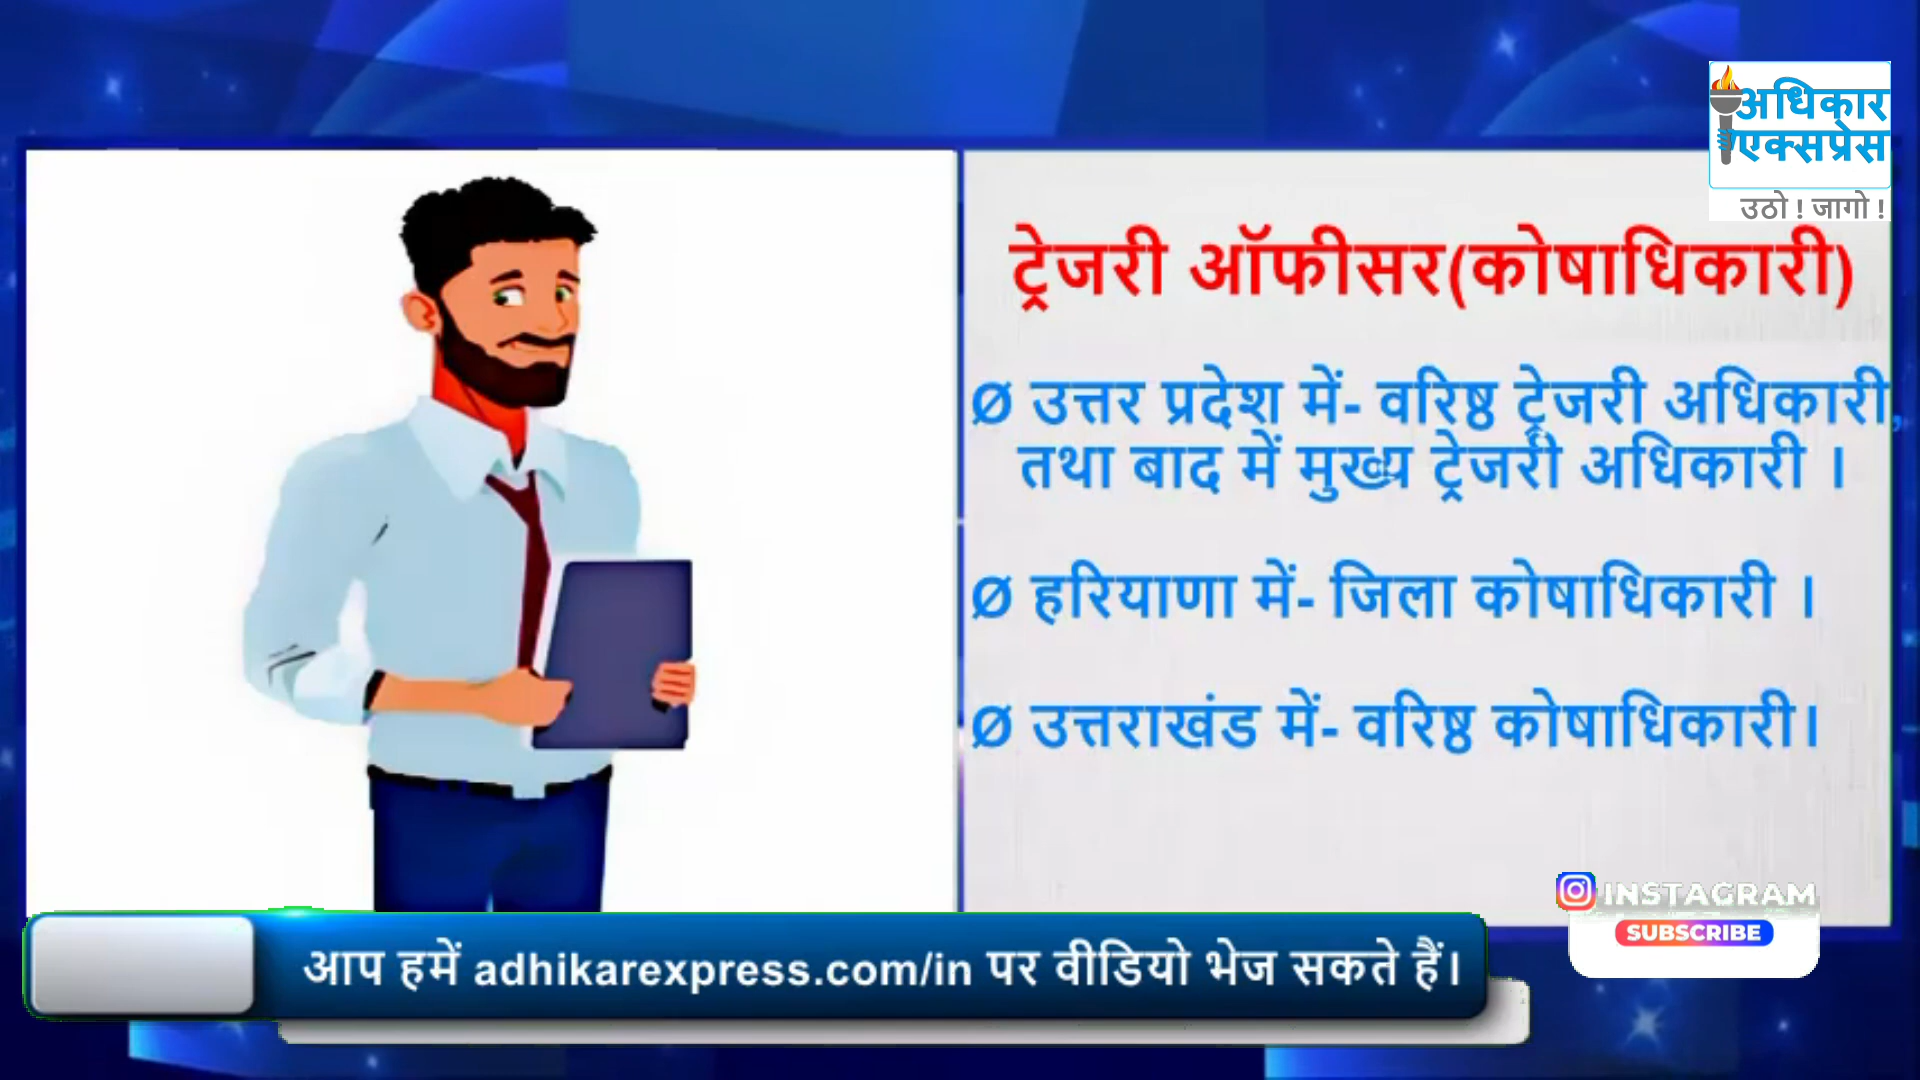 अधिकार
एक्सप्रेस
उठो ! जागो !
ट्रेजरी ऑफीसर(कोषाधिकारी)
Ø उत्तर प्रदेश में- वरिष्ठ ट्रेजरी अधिकारी,
तथा बाद में मुख्य ट्रेजरी अधिकारी ।
Ø हरियाणा में- जिला कोषाधिकारी ।
Ø उत्तराखंड में- वरिष्ठ कोषाधिकारी।
INSTAGRAM
SUBSCRIBE
आप हमें adhikarexpress.com/in पर वीडियो भेज सकते हैं।